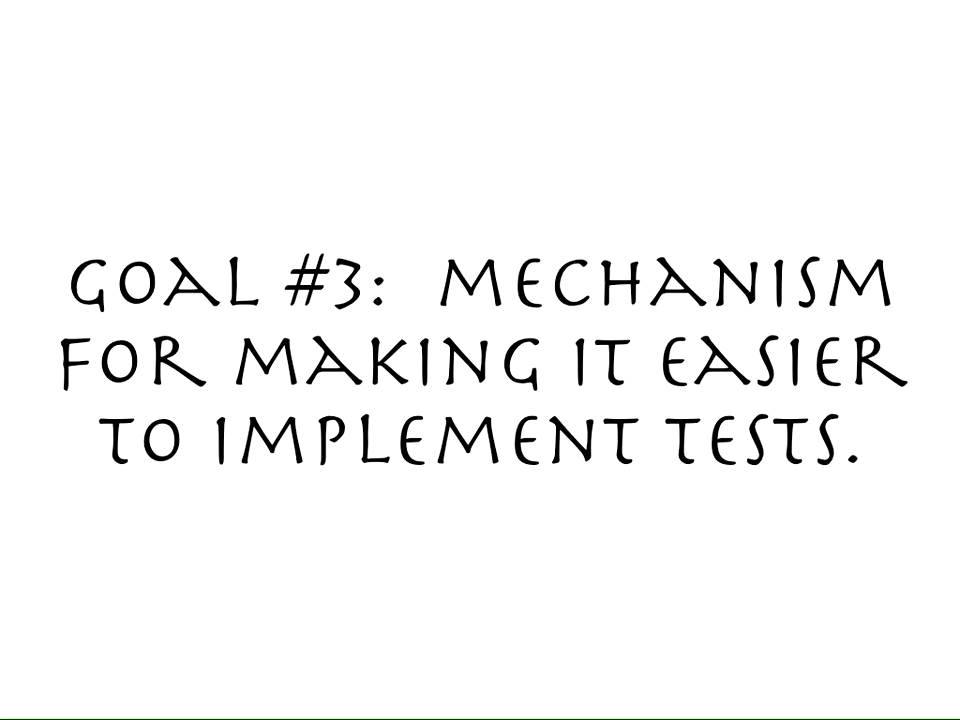 GOAL #3:  MECHANISM
FOR MAKING IT EASIER
TO IMPLEMENT TESTS.